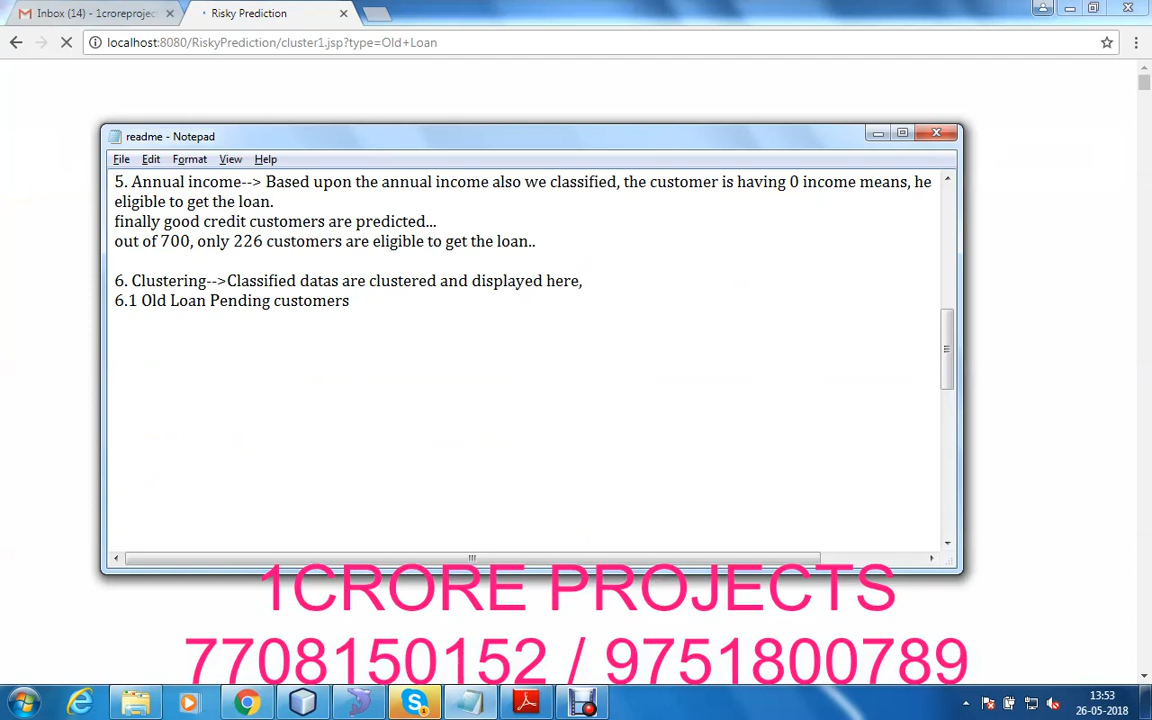 Inbox (14) - 1croreprojec
Risky Prediction
localhost:8080/RiskyPrediction/cluster1.jsp?type=Old+Loan
readme - Notepad
File Edit Format View Help
5. Annual income--> Based upon the annual income also we classified, the customer is having 0 income means, he
eligible to get the loan.
finally good credit customers are predicted...
out of 700, only 226 customers are eligible to get the loan..
6. Clustering-->Classified datas are clustered and displayed here,
6.1 Old Loan Pending customers
1CRORE PROJECTS
7708150152 / 9751800789
13:53
26-05-2018